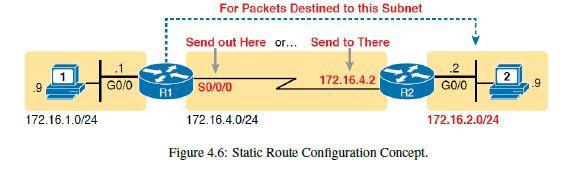 For Packets Destined to this Subnet
Send out Here or... Send to There
.1 .2
1 G0/0 S0/0/0 172.16.4.2 G0/0 2
.9 R1 R2 .9
172.16.1.0/24 172.16.4.0/24 172.16.2.0/24
Figure 4.6: Static Route Configuration Concept.